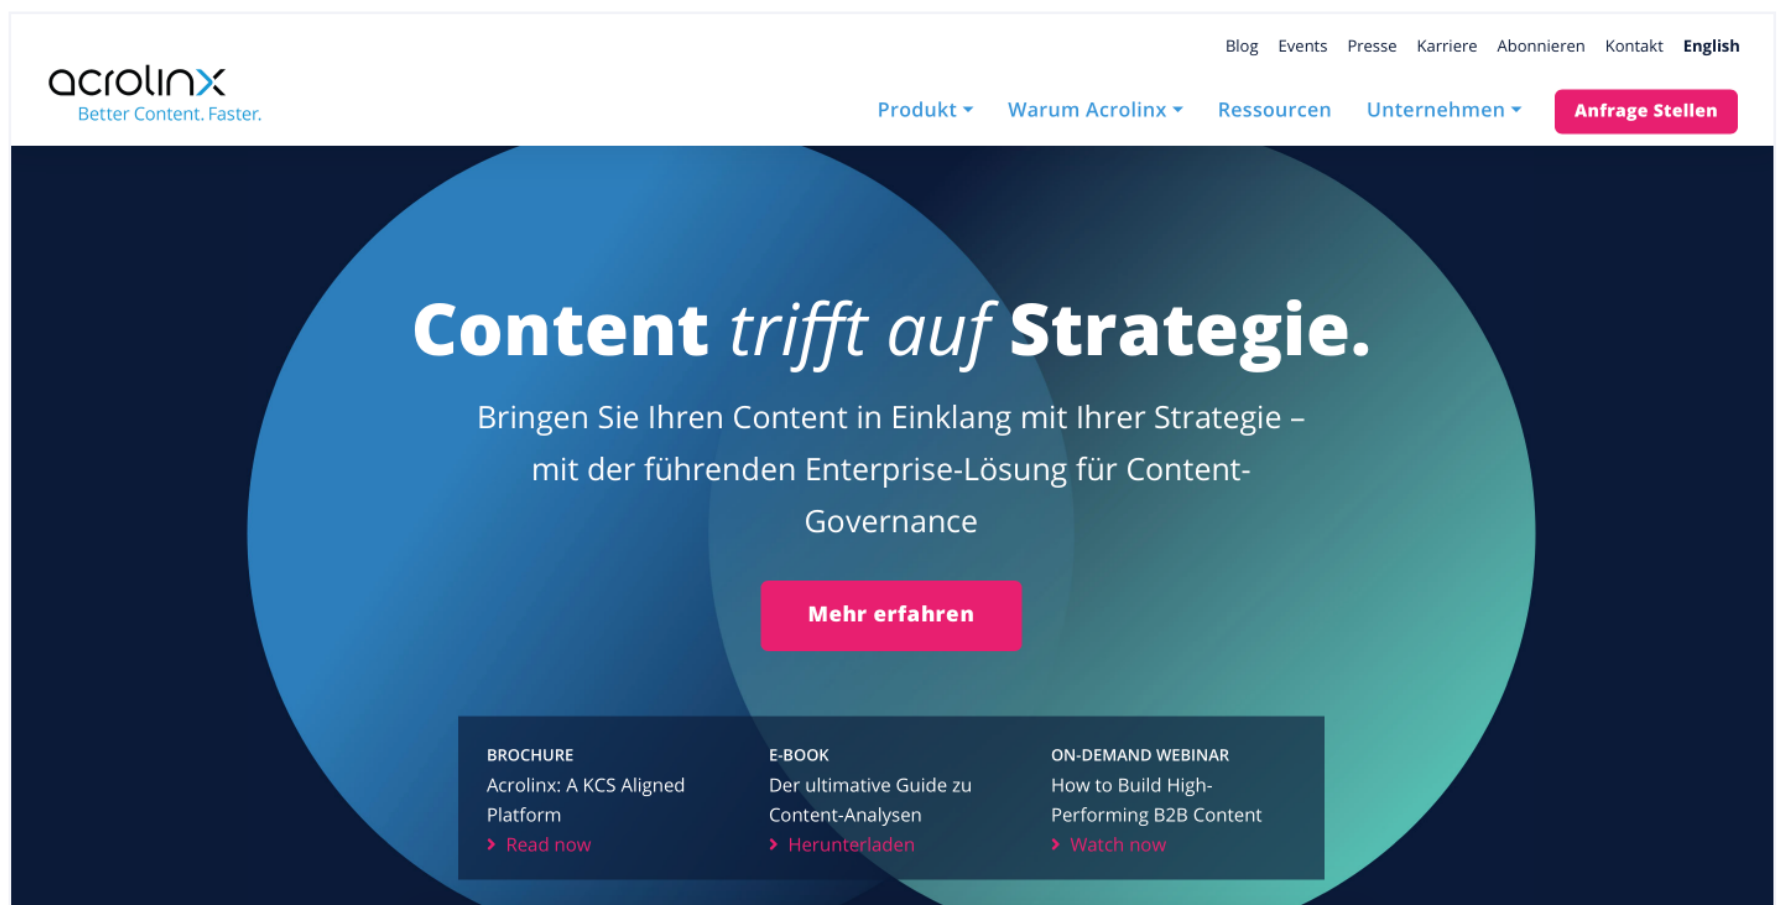 Blog Events Presse Karriere Abonnieren Kontakt English
acrolinx
Better Content. Faster.
Produkt Warum Acrolinx Ressourcen Unternehmen Anfrage Stellen
Content trifft auf Strategie.
Bringen Sie Ihren Content in Einklang mit Ihrer Strategie –
mit der führenden Enterprise-Lösung für Content-
Governance
Mehr erfahren
BROCHURE
Acrolinx: A KCS Aligned
Platform
Read now
E-BOOK
Der ultimative Guide zu
Content-Analysen
Herunterladen
ON-DEMAND WEBINAR
How to Build High-
Performing B2B Content
Watch now